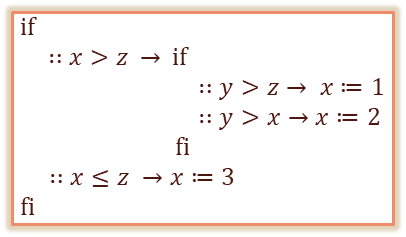 if
:: x > z → if
:: y > z → x ≔ 1
:: y > x → x ≔ 2
fi
:: x ≤ z → x ≔ 3
fi